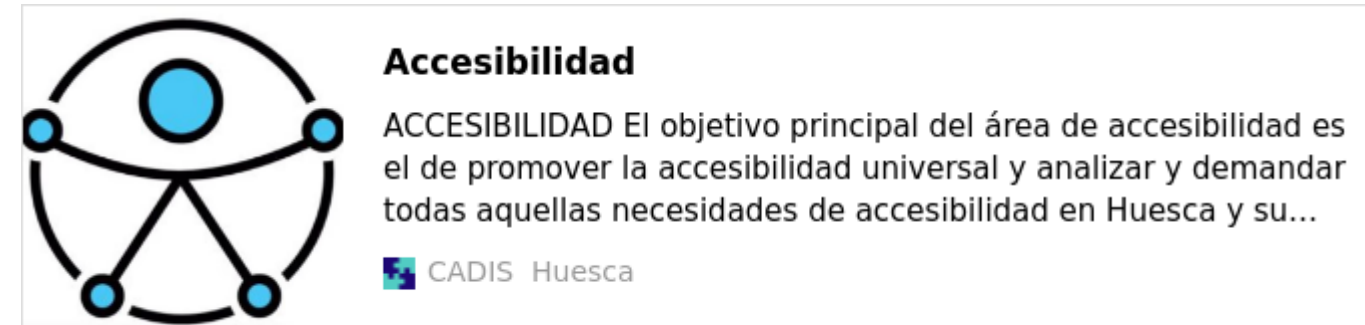 Accesibilidad
ACCESIBILIDAD El objetivo principal del área de accesibilidad es
el de promover la accesibilidad universal y analizar y demandar
todas aquellas necesidades de accesibilidad en Huesca y su...
CADIS Huesca